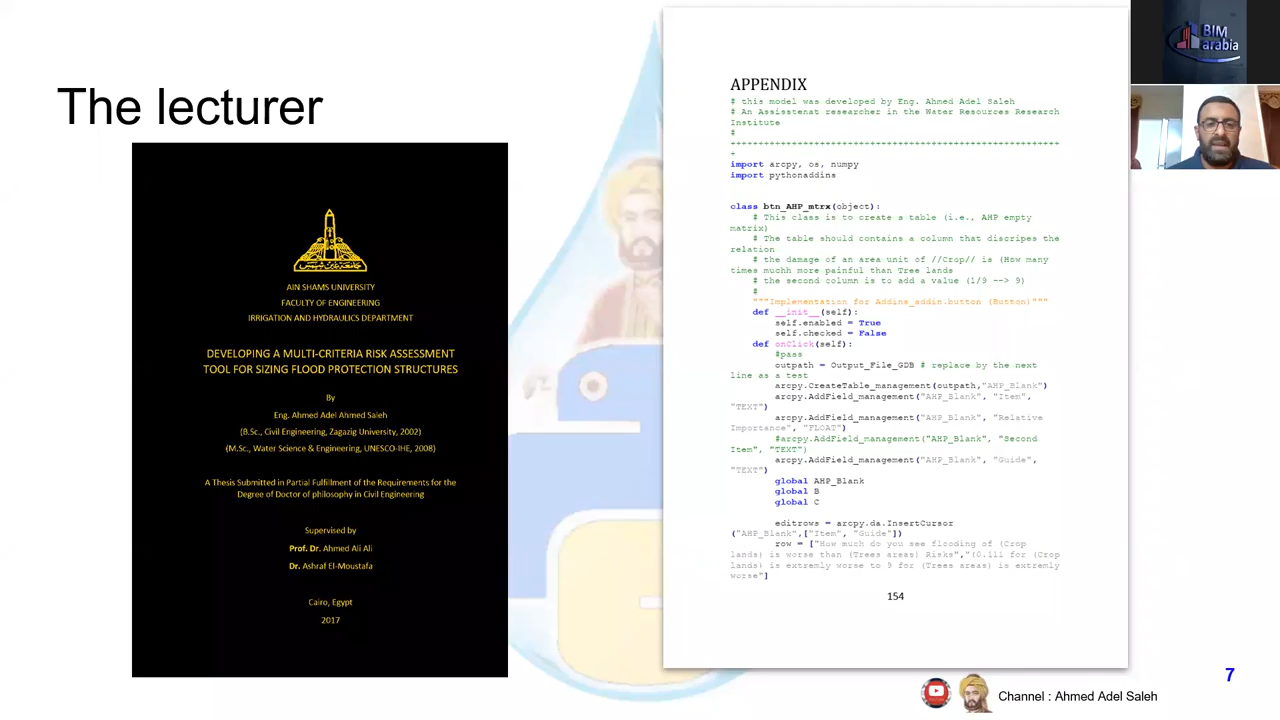 The lecturer
جامعة عين شمس
AIN SHAMS UNIVERSITY
FACULTY OF ENGINEERING
IRRIGATION AND HYDRAULICS DEPARTMENT
DEVELOPING A MULTI-CRITERIA RISK ASSESSMENT
TOOL FOR SIZING FLOOD PROTECTION STRUCTURES
By
Eng. Ahmed Adel Ahmed Saleh
(B.Sc., Civil Engineering, Zagazig University, 2002)
(M.Sc., Water Science & Engineering, UNESCO-IHE, 2008)
A Thesis Submitted in Partial Fulfillment of the Requirements for the
Degree of Doctor of philosophy in Civil Engineering
Supervised by
Prof. Dr. Ahmed Ali Ali
Dr. Ashraf El-Moustafa
Cairo, Egypt
2017
APPENDIX
# this model was developed by Eng. Ahmed Adel Saleh
# An Assisstenat researcher in the Water Resources Research
Institute
#
+++++++++++++++++++++++++++++++++++++++++++++++++++++++++++
+
import arcpy, os, numpy
import pythonaddins
class btn_AHP_mtrx(object):
# This class is to create a table (i.e., AHP empty
matrix)
# The table should contains a column that discripes the
relation
# the damage of an area unit of //Crop// is (How many
times muchh more painful than Tree lands
# the second column is to add a value (1/9 --> 9)
#
"""Implementation for Addins_addin.button (Button)"""
def __init__(self):
self.enabled = True
self.checked = False
def onClick(self):
#pass
outpath = Output_File_GDB # replace by the next
line as a test
arcpy.CreateTable_management(outpath,"AHP_Blank")
arcpy.AddField_management("AHP_Blank", "Item",
"TEXT")
arcpy.AddField_management("AHP_Blank", "Relative
Importance", "FLOAT")
#arcpy.AddField_management("AHP_Blank", "Second
Item", "TEXT")
arcpy.AddField_management("AHP_Blank", "Guide",
"TEXT")
global AHP_Blank
global B
global C
editrows = arcpy.da.InsertCursor
("AHP_Blank",["Item", "Guide"])
row = ["How much do you see flooding of (Crop
lands) is worse than (Trees areas) Risks","(0.111 for (Crop
lands) is extremly worse to 9 for (Trees areas) is extremly
worse"]
154
BIM
arabia
Channel : Ahmed Adel Saleh
7